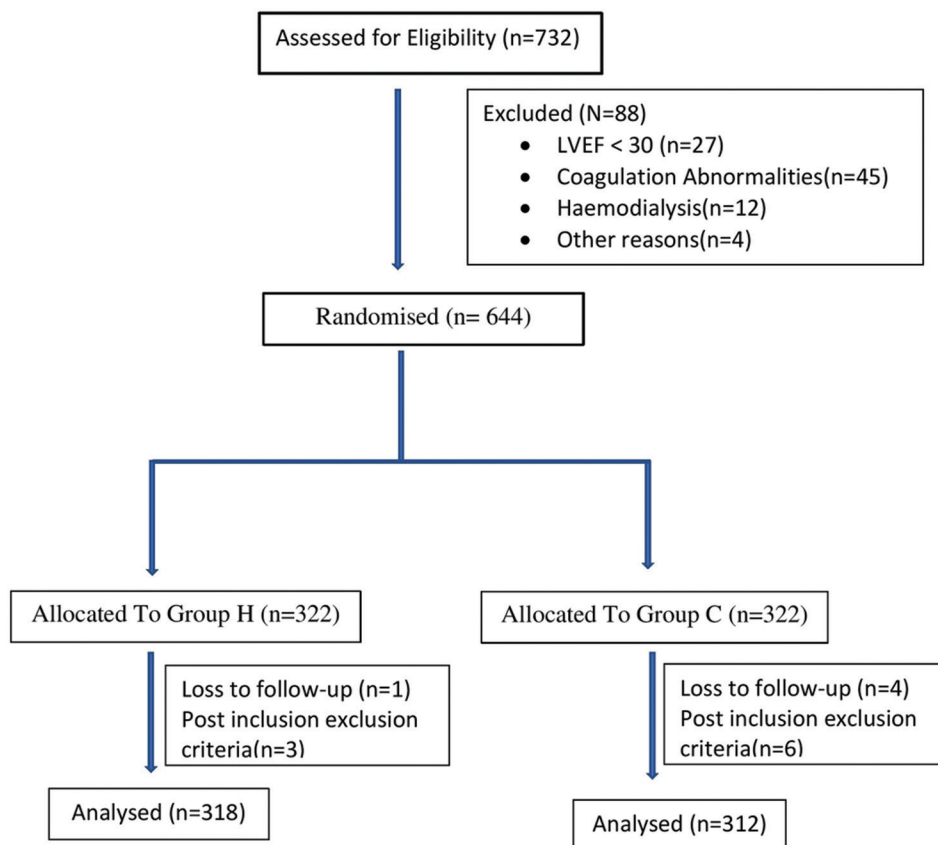 Assessed for Eligibility (n=732)
Excluded (N=88)
• LVEF < 30 (n=27)
• Coagulation Abnormalities(n=45)
• Haemodialysis(n=12)
• Other reasons(n=4)
Randomised (n= 644)
Allocated To Group H (n=322)
Allocated To Group C (n=322)
Loss to follow-up (n=1)
Post inclusion exclusion
criteria(n=3)
Loss to follow-up (n=4)
Post inclusion exclusion
criteria(n=6)
Analysed (n=318)
Analysed (n=312)